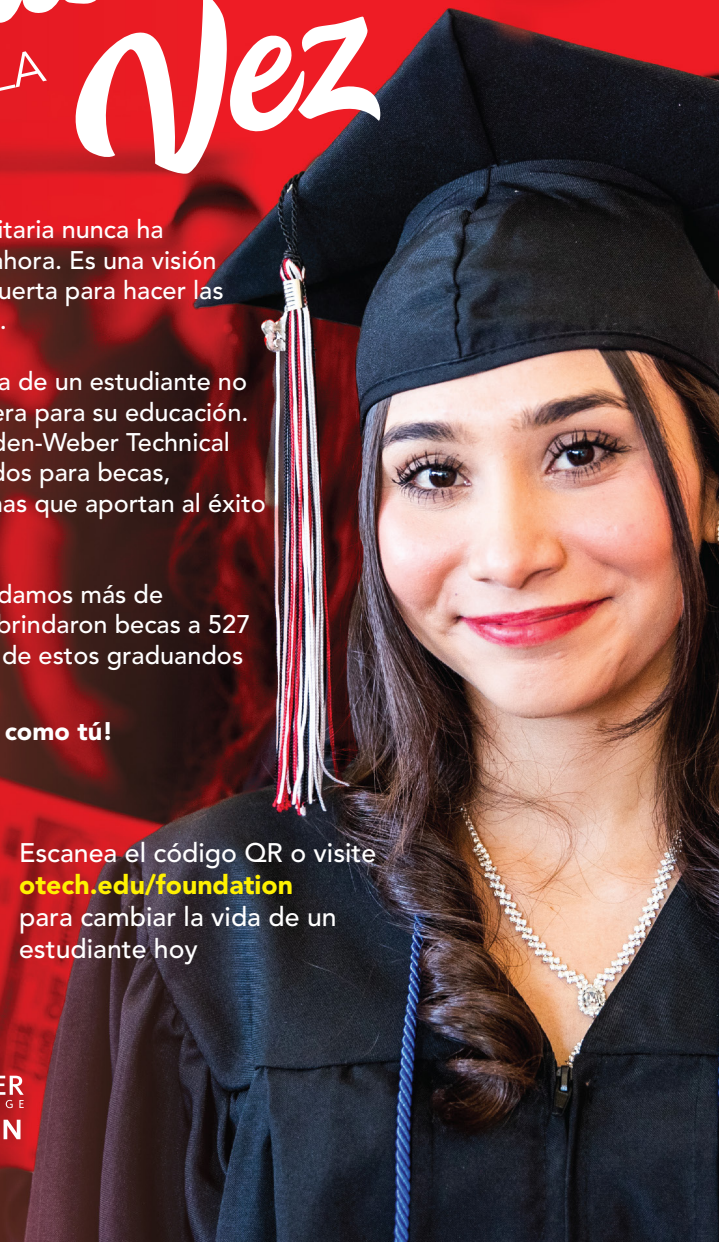 LA
Vez
itaria nunca ha
ahora. Es una visión
uerta para hacer las
.
a de un estudiante no
era para su educación.
den-Weber Technical
dos para becas,
nas que aportan al éxito
damos más de
brindaron becas a 527
de estos graduandos
como tú!
Escanea el código QR o visite
otech.edu/foundation
para cambiar la vida de un
estudiante hoy
ER
GE
N